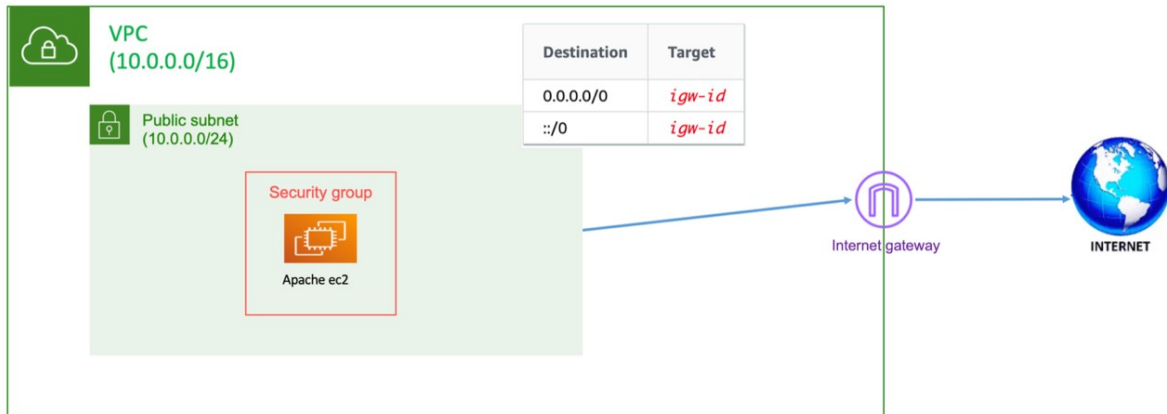 VPC
(10.0.0.0/16)
Destination Target
0.0.0.0/0 igw-id
::/0 igw-id
Public subnet
(10.0.0.0/24)
Security group
Apache ec2
Internet gateway
INTERNET